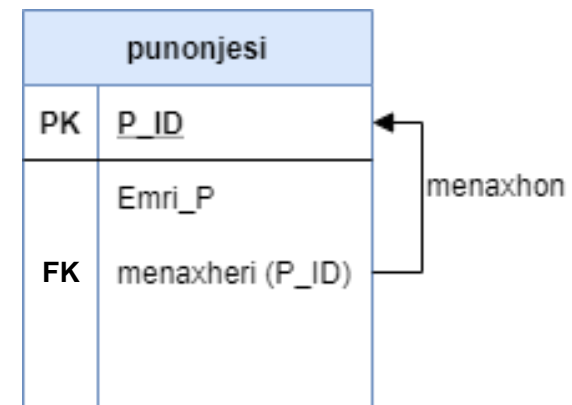 punonjesi
PK P_ID
Emri_P
menaxhon
FK menaxheri (P_ID)